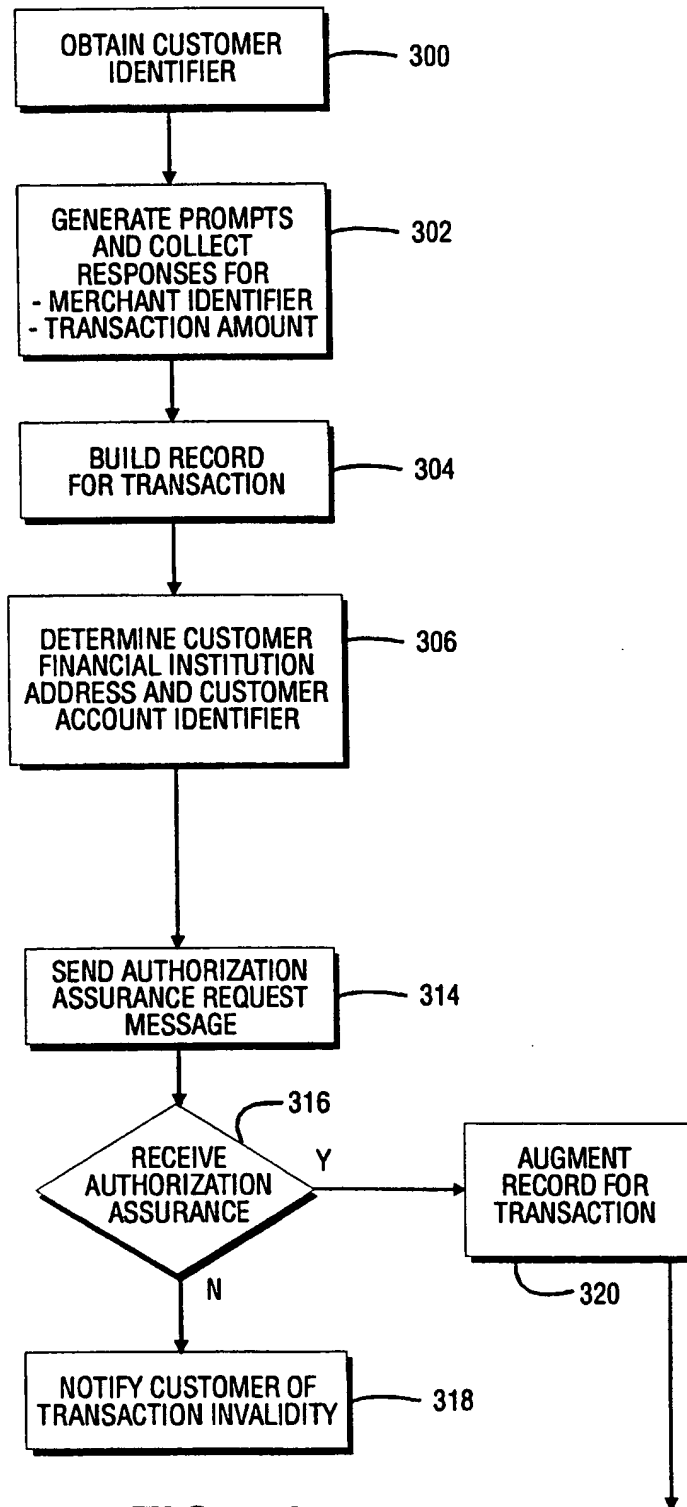 OBTAIN CUSTOMER
IDENTIFIER
300
GENERATE PROMPTS
AND COLLECT
RESPONSES FOR
- MERCHANT IDENTIFIER
- TRANSACTION AMOUNT
302
BUILD RECORD
FOR TRANSACTION
304
DETERMINE CUSTOMER
FINANCIAL INSTITUTION
ADDRESS AND CUSTOMER
ACCOUNT IDENTIFIER
306
SEND AUTHORIZATION
ASSURANCE REQUEST
MESSAGE
314
316
RECEIVE
AUTHORIZATION
ASSURANCE
Y
N
AUGMENT
RECORD FOR
TRANSACTION
320
NOTIFY CUSTOMER OF
TRANSACTION INVALIDITY
318